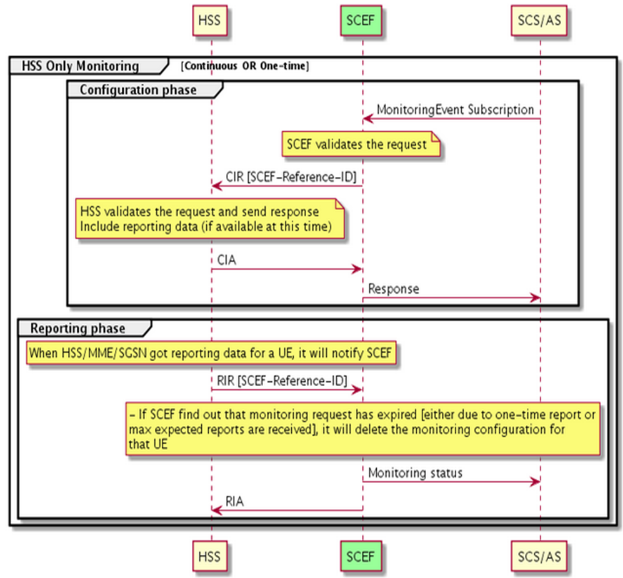 HSS SCEF SCS/AS
HSS Only Monitoring [Continuous OR One-time]
Configuration phase
MonitoringEvent Subscription
SCEF validates the request
CIR [SCEF-Reference-ID]
HSS validates the request and send response
Include reporting data (if available at this time)
CIA
Response
Reporting phase
When HSS/MME/SGSN got reporting data for a UE, it will notify SCEF
RIR [SCEF-Reference-ID]
- If SCEF find out that monitoring request has expired [either due to one-time report or
max expected reports are received], it will delete the monitoring configuration for
that UE
Monitoring status
RIA
HSS SCEF SCS/AS